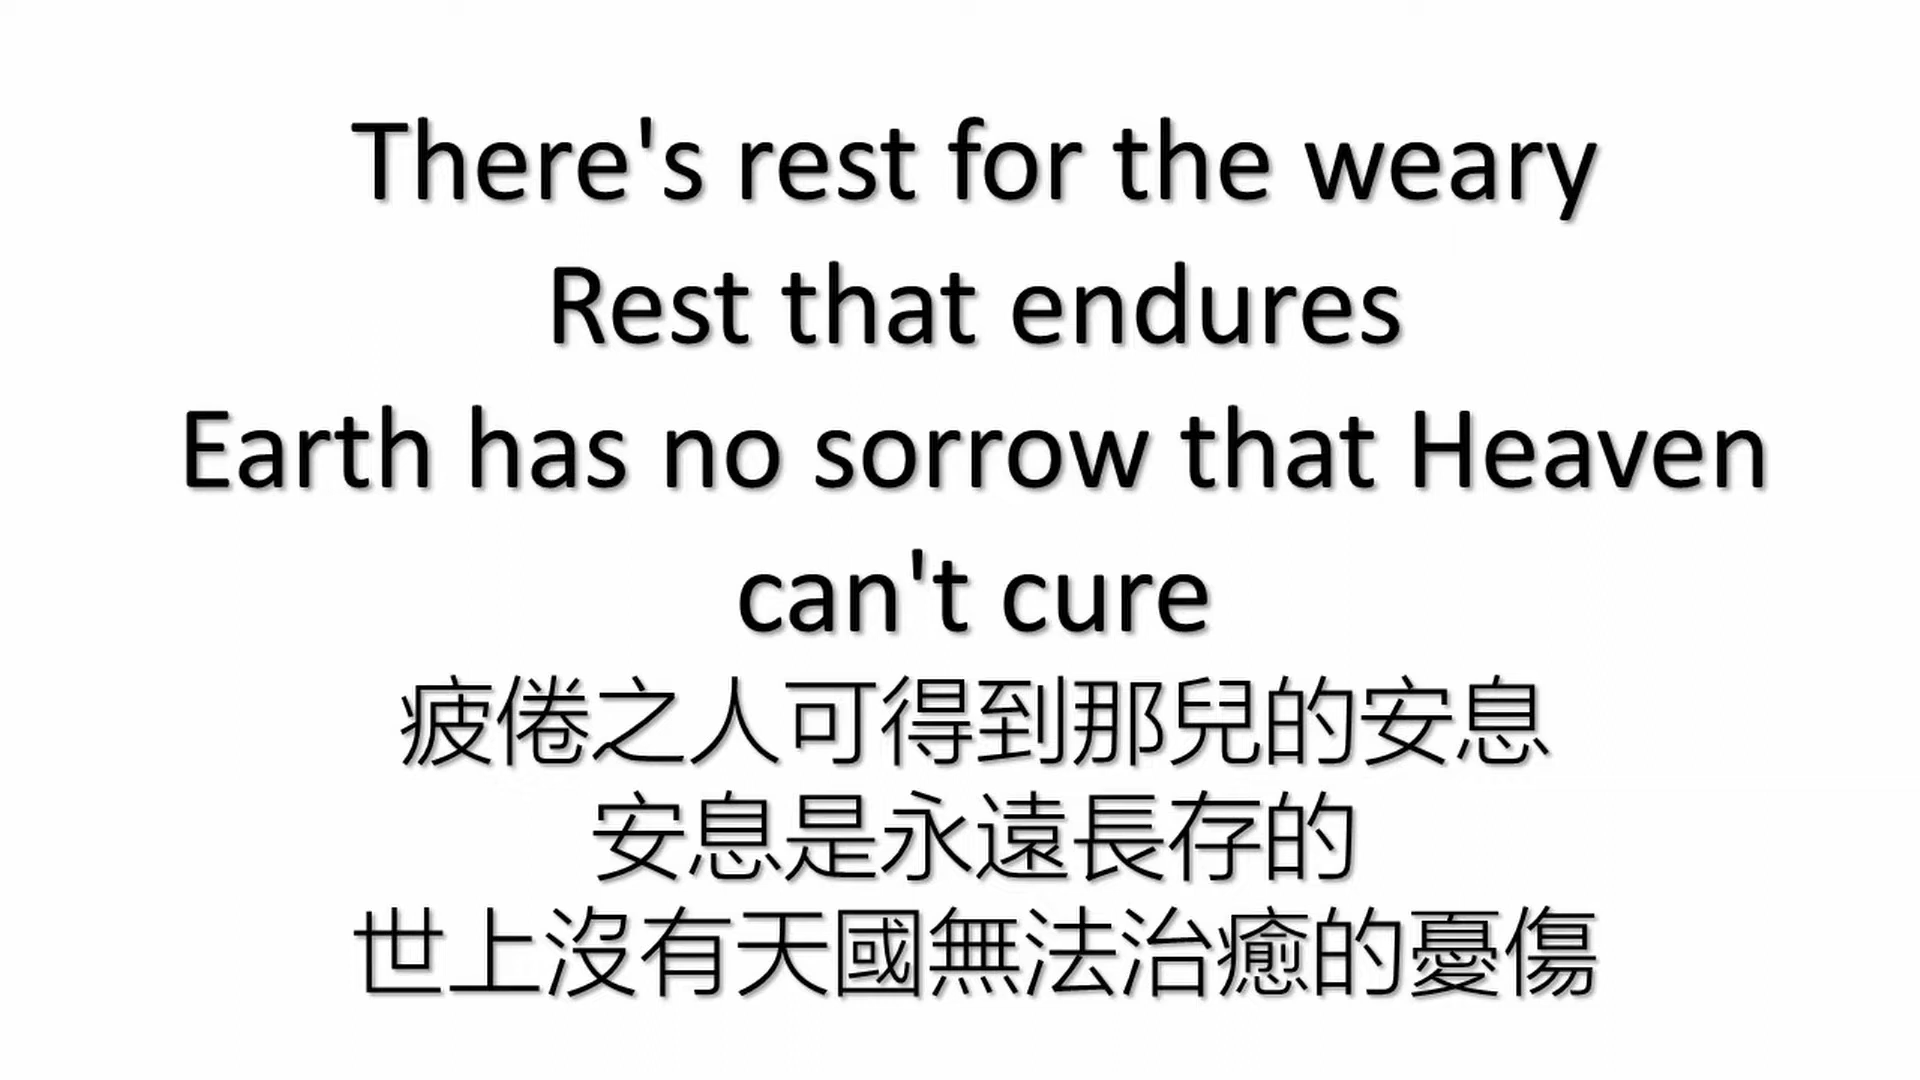 There's rest for the weary
Rest that endures
Earth has no sorrow that Heaven
can't cure
疲倦之人可得到那兒的安息
安息是永遠長存的
世上沒有天國無法治癒的憂傷